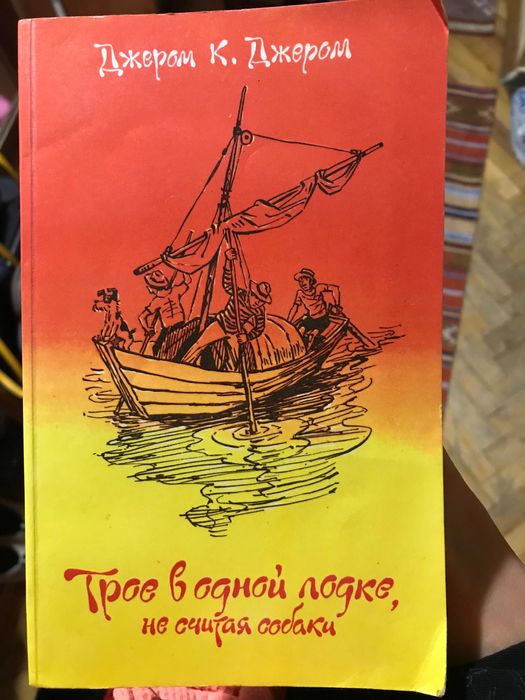 Джером К. Джером
Трое в одной лодке,
не считая собаки